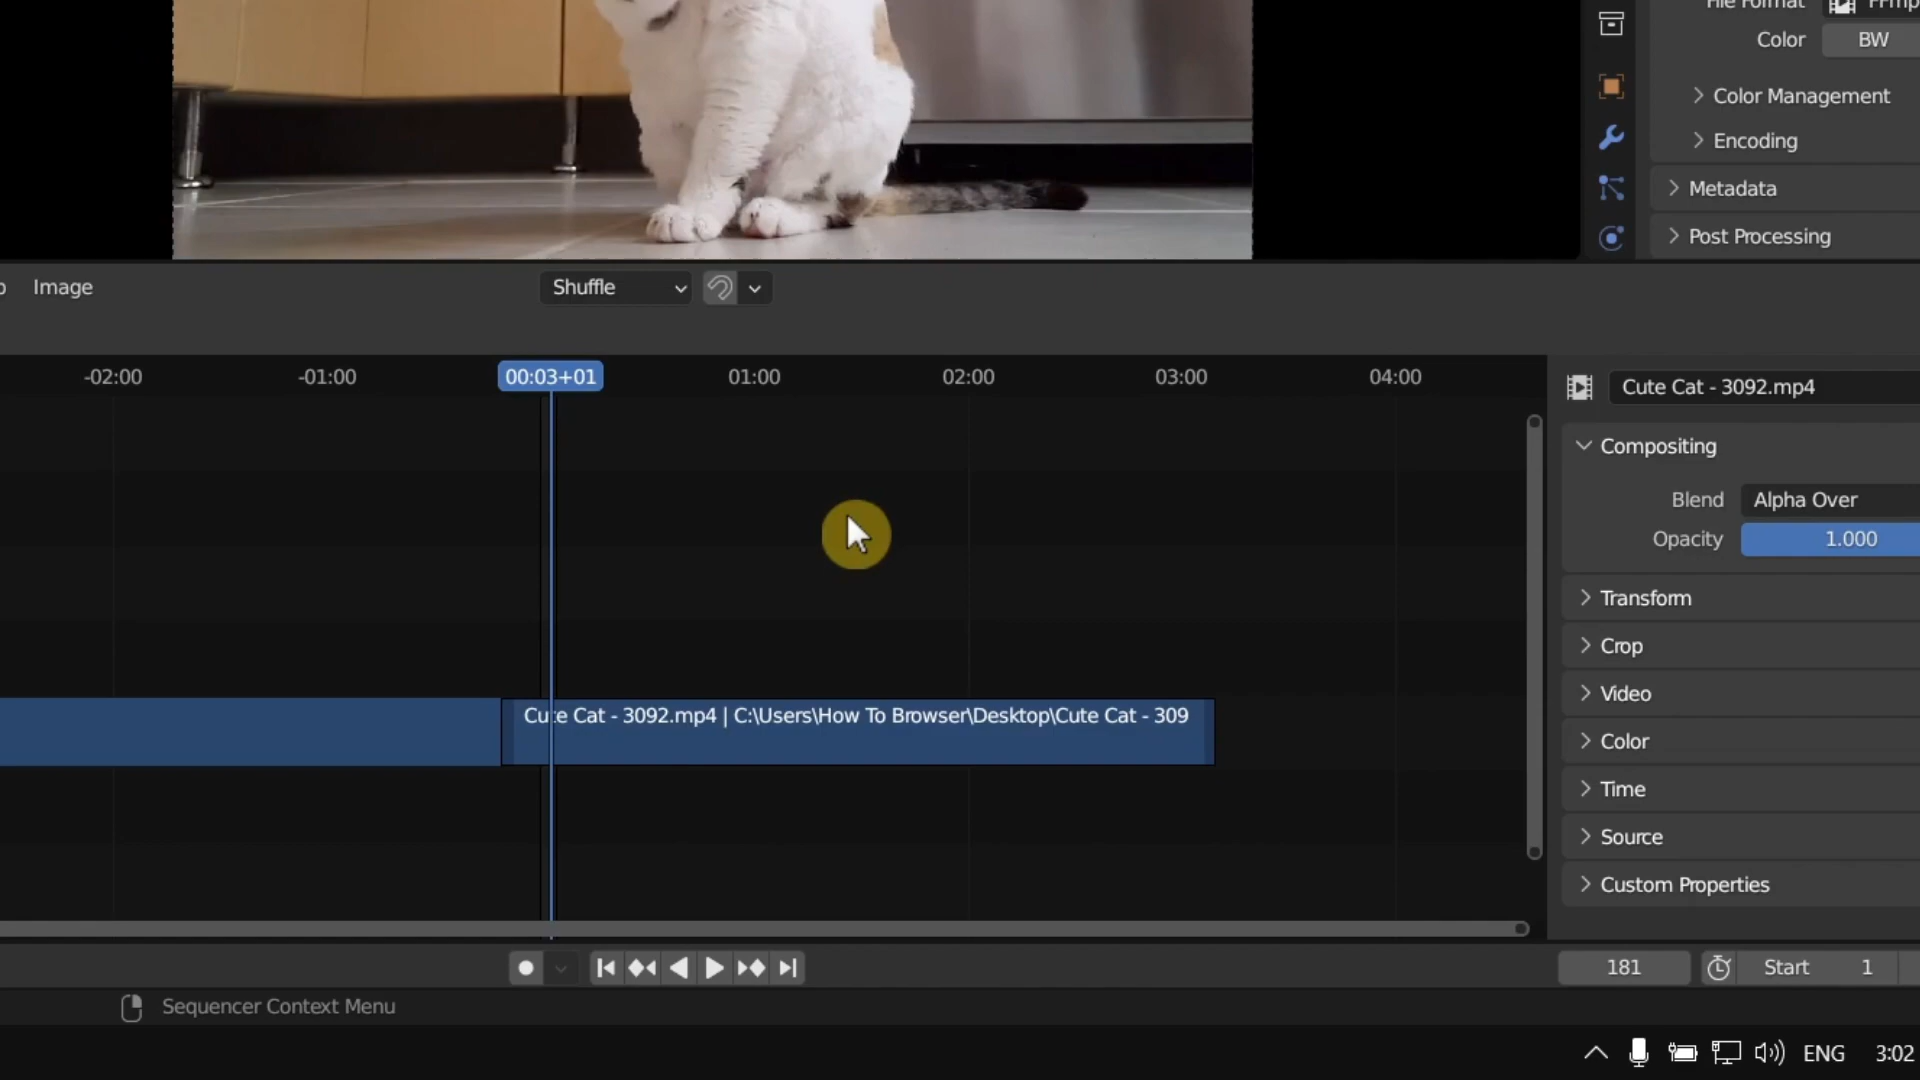 File Format
Color BW
Color Management
Encoding
Metadata
Post Processing
Image
Shuffle
-02:00 -01:00 00:03+01 01:00 02:00 03:00 04:00
Cute Cat - 3092.mp4
Compositing
Blend Alpha Over
Opacity 1.000
Transform
Crop
Video
Color
Time
Source
Custom Properties
Cute Cat - 3092.mp4 | C:\Users\How To Browser\Desktop\Cute Cat - 309
181 Start 1
Sequencer Context Menu
ENG 3:02